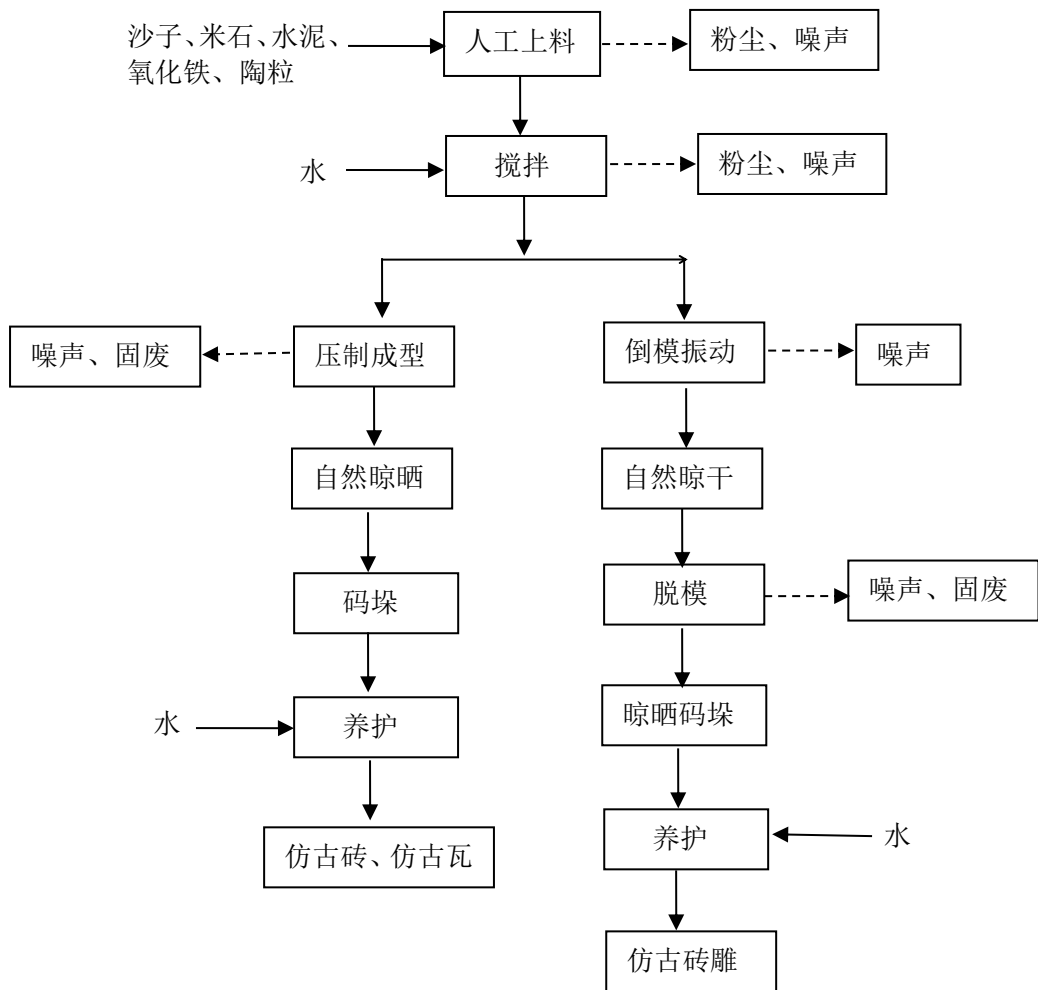 沙子、米石、水泥、
氧化铁、陶粒
人工上料
粉尘、噪声
水
搅拌
粉尘、噪声
噪声、固废
压制成型
倒模振动
噪声
自然晾晒
自然晾干
码垛
脱模
噪声、固废
水
养护
晾晒码垛
仿古砖、仿古瓦
养护
水
仿古砖雕